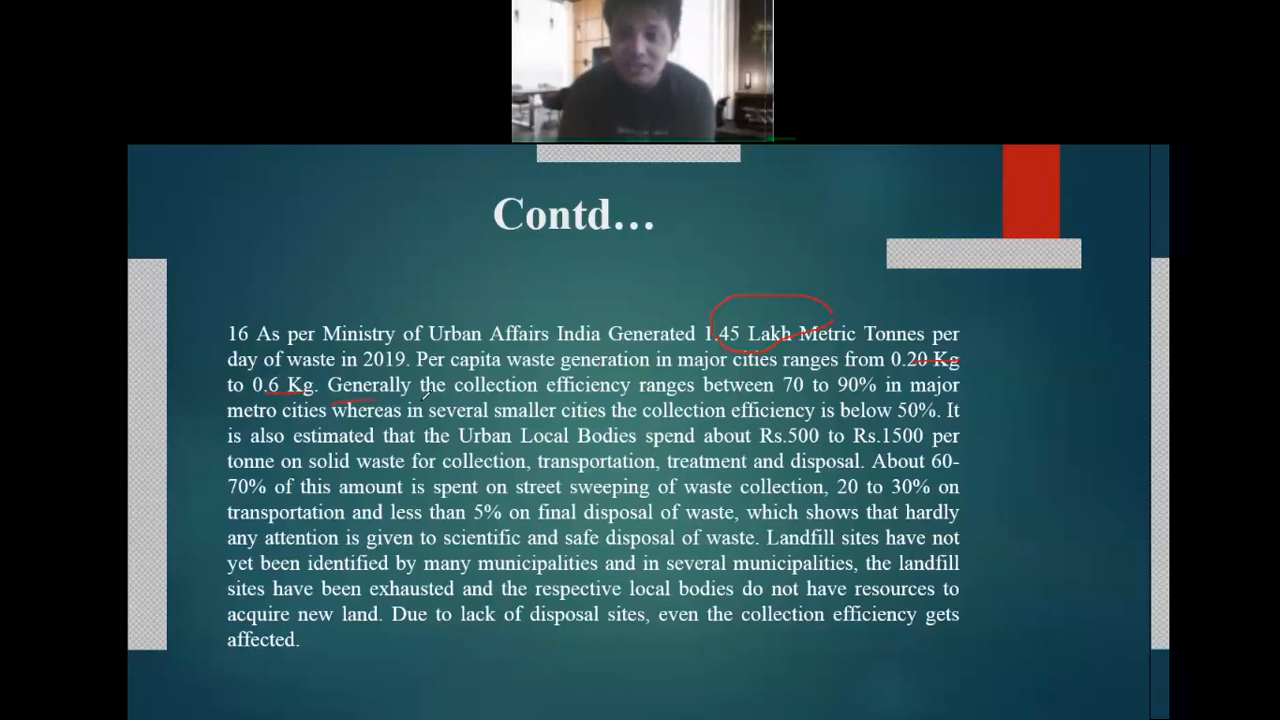 Contd…
16 As per Ministry of Urban Affairs India Generated 1.45 Lakh Metric Tonnes per
day of waste in 2019. Per capita waste generation in major cities ranges from 0.20 Kg
to 0.6 Kg. Generally the collection efficiency ranges between 70 to 90% in major
metro cities whereas in several smaller cities the collection efficiency is below 50%. It
is also estimated that the Urban Local Bodies spend about Rs.500 to Rs.1500 per
tonne on solid waste for collection, transportation, treatment and disposal. About 60-
70% of this amount is spent on street sweeping of waste collection, 20 to 30% on
transportation and less than 5% on final disposal of waste, which shows that hardly
any attention is given to scientific and safe disposal of waste. Landfill sites have not
yet been identified by many municipalities and in several municipalities, the landfill
sites have been exhausted and the respective local bodies do not have resources to
acquire new land. Due to lack of disposal sites, even the collection efficiency gets
affected.